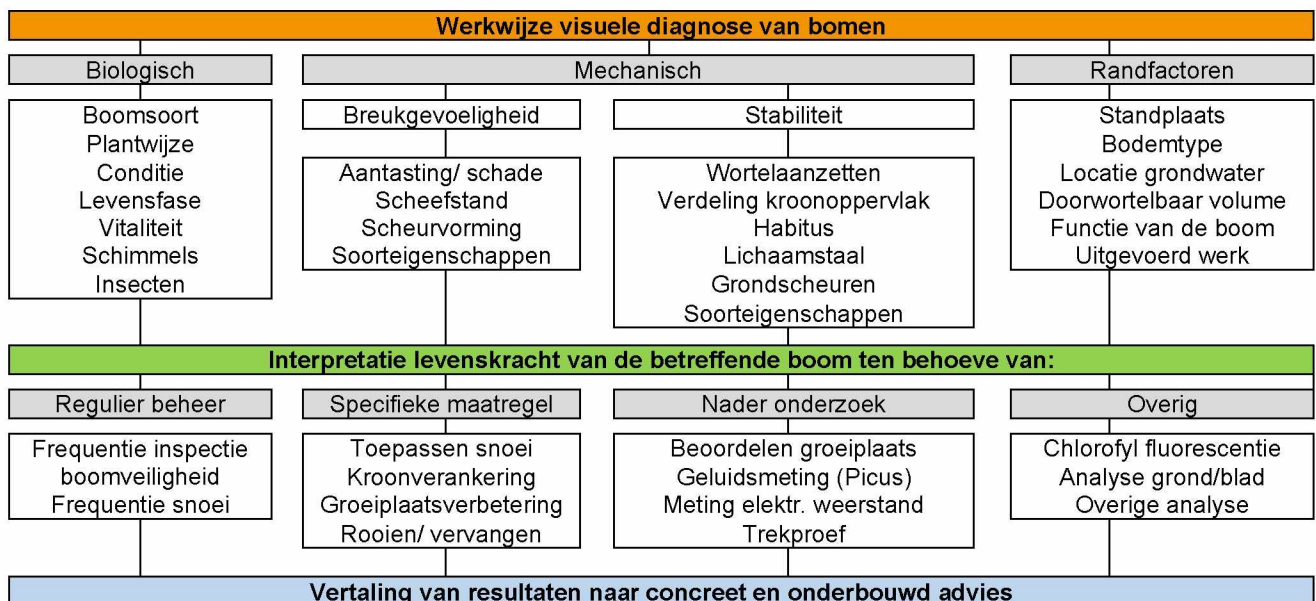 Werkwijze visuele diagnose van bomen
Biologisch
Boomsoort
Plantwijze
Conditie
Levensfase
Vitaliteit
Schimmels
Insecten
Mechanisch
Breukgevoeligheid
Aantasting/ schade
Scheefstand
Scheurvorming
Soorteigenschappen
Stabiliteit
Wortelaanzetten
Verdeling kroonoppervlak
Habitus
Lichaamstaal
Grondscheuren
Soorteigenschappen
Randfactoren
Standplaats
Bodemtype
Locatie grondwater
Doorwortelbaar volume
Functie van de boom
Uitgevoerd werk
Interpretatie levenskracht van de betreffende boom ten behoeve van:
Regulier beheer
Frequentie inspectie
boomveiligheid
Frequentie snoei
Specifieke maatregel
Toepassen snoei
Kroonverankering
Groeiplaatsverbetering
Rooien/ vervangen
Nader onderzoek
Beoordelen groeiplaats
Geluidsmeting (Picus)
Meting elektr. weerstand
Trekproef
Overig
Chlorofyl fluorescentie
Analyse grond/blad
Overige analyse
Vertaling van resultaten naar concreet en onderbouwd advies